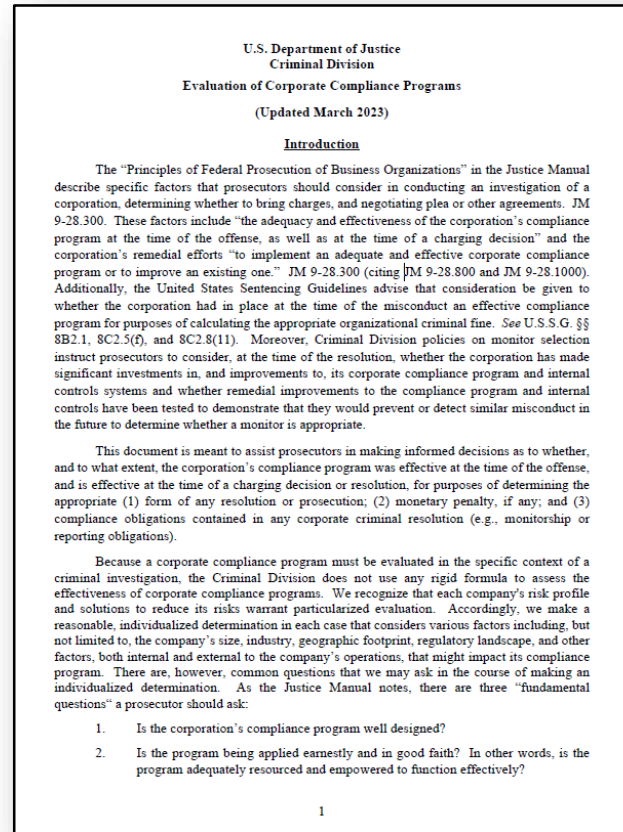 U.S. Department of Justice
Criminal Division
Evaluation of Corporate Compliance Programs
(Updated March 2023)
Introduction
The “Principles of Federal Prosecution of Business Organizations” in the Justice Manual
describe specific factors that prosecutors should consider in conducting an investigation of a
corporation, determining whether to bring charges, and negotiating plea or other agreements. JM
9-28.300. These factors include “the adequacy and effectiveness of the corporation’s compliance
program at the time of the offense, as well as at the time of a charging decision” and the
corporation’s remedial efforts “to implement an adequate and effective corporate compliance
program or to improve an existing one.” JM 9-28.300 (citing JM 9-28.800 and JM 9-28.1000).
Additionally, the United States Sentencing Guidelines advise that consideration be given to
whether the corporation had in place at the time of the misconduct an effective compliance
program for purposes of calculating the appropriate organizational criminal fine. See U.S.S.G. §§
8B2.1, 8C2.5(f), and 8C2.8(11). Moreover, Criminal Division policies on monitor selection
instruct prosecutors to consider, at the time of the resolution, whether the corporation has made
significant investments in, and improvements to, its corporate compliance program and internal
controls systems and whether remedial improvements to the compliance program and internal
controls have been tested to demonstrate that they would prevent or detect similar misconduct in
the future to determine whether a monitor is appropriate.
This document is meant to assist prosecutors in making informed decisions as to whether,
and to what extent, the corporation’s compliance program was effective at the time of the offense,
and is effective at the time of a charging decision or resolution, for purposes of determining the
appropriate (1) form of any resolution or prosecution; (2) monetary penalty, if any; and (3)
compliance obligations contained in any corporate criminal resolution (e.g., monitorship or
reporting obligations).
Because a corporate compliance program must be evaluated in the specific context of a
criminal investigation, the Criminal Division does not use any rigid formula to assess the
effectiveness of corporate compliance programs. We recognize that each company's risk profile
and solutions to reduce its risks warrant particularized evaluation. Accordingly, we make a
reasonable, individualized determination in each case that considers various factors including, but
not limited to, the company’s size, industry, geographic footprint, regulatory landscape, and other
factors, both internal and external to the company’s operations, that might impact its compliance
program. There are, however, common questions that we may ask in the course of making an
individualized determination. As the Justice Manual notes, there are three “fundamental
questions“ a prosecutor should ask:
1. Is the corporation’s compliance program well designed?
2. Is the program being applied earnestly and in good faith? In other words, is the
program adequately resourced and empowered to function effectively?
1